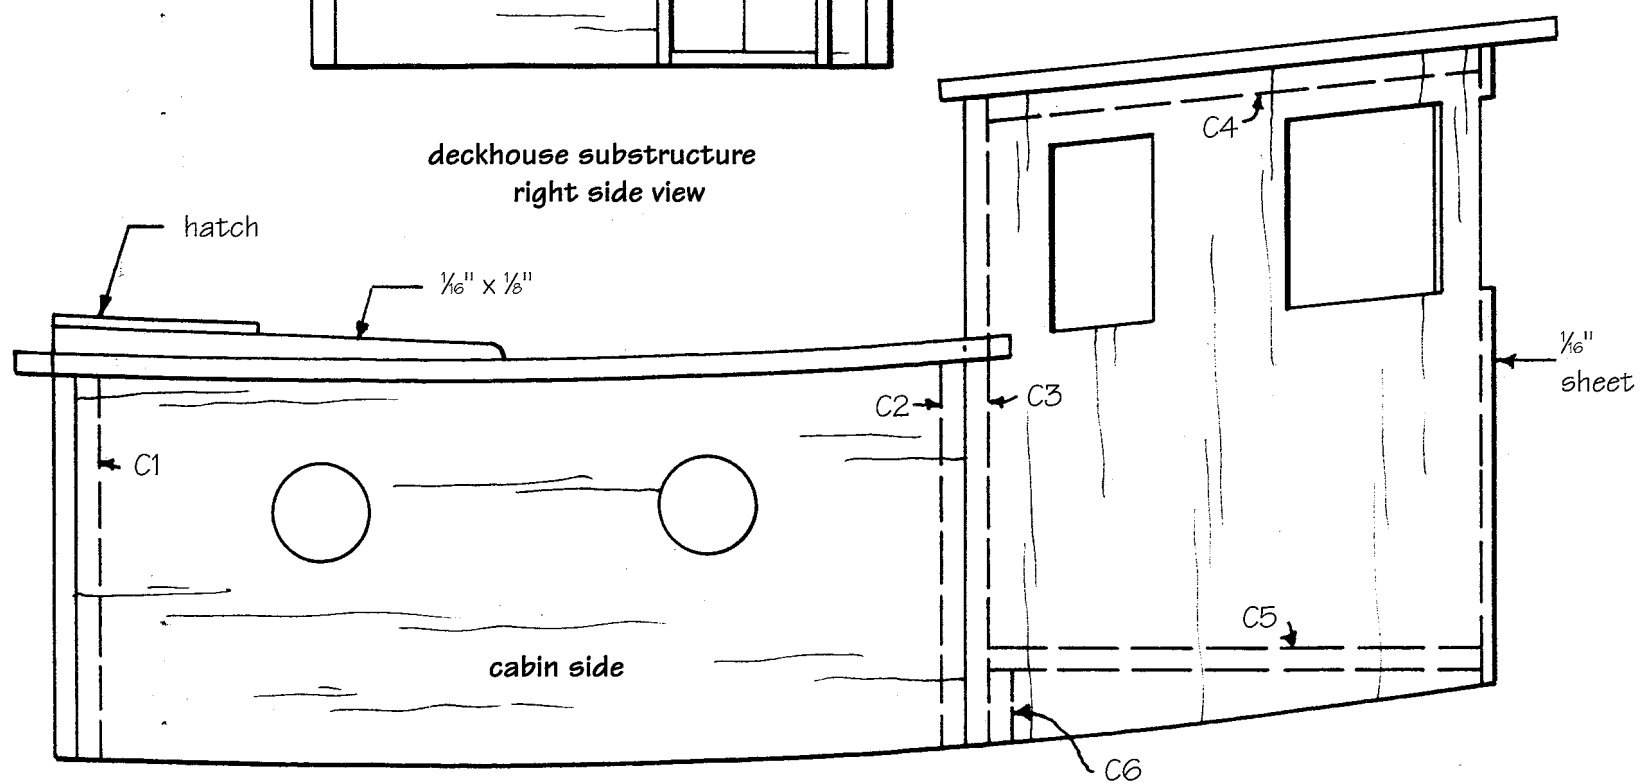 C4
deckhouse substructure
right side view
hatch
1/16" x 1/8"
1/16"
sheet
C2
C3
C1
C5
cabin side
C6